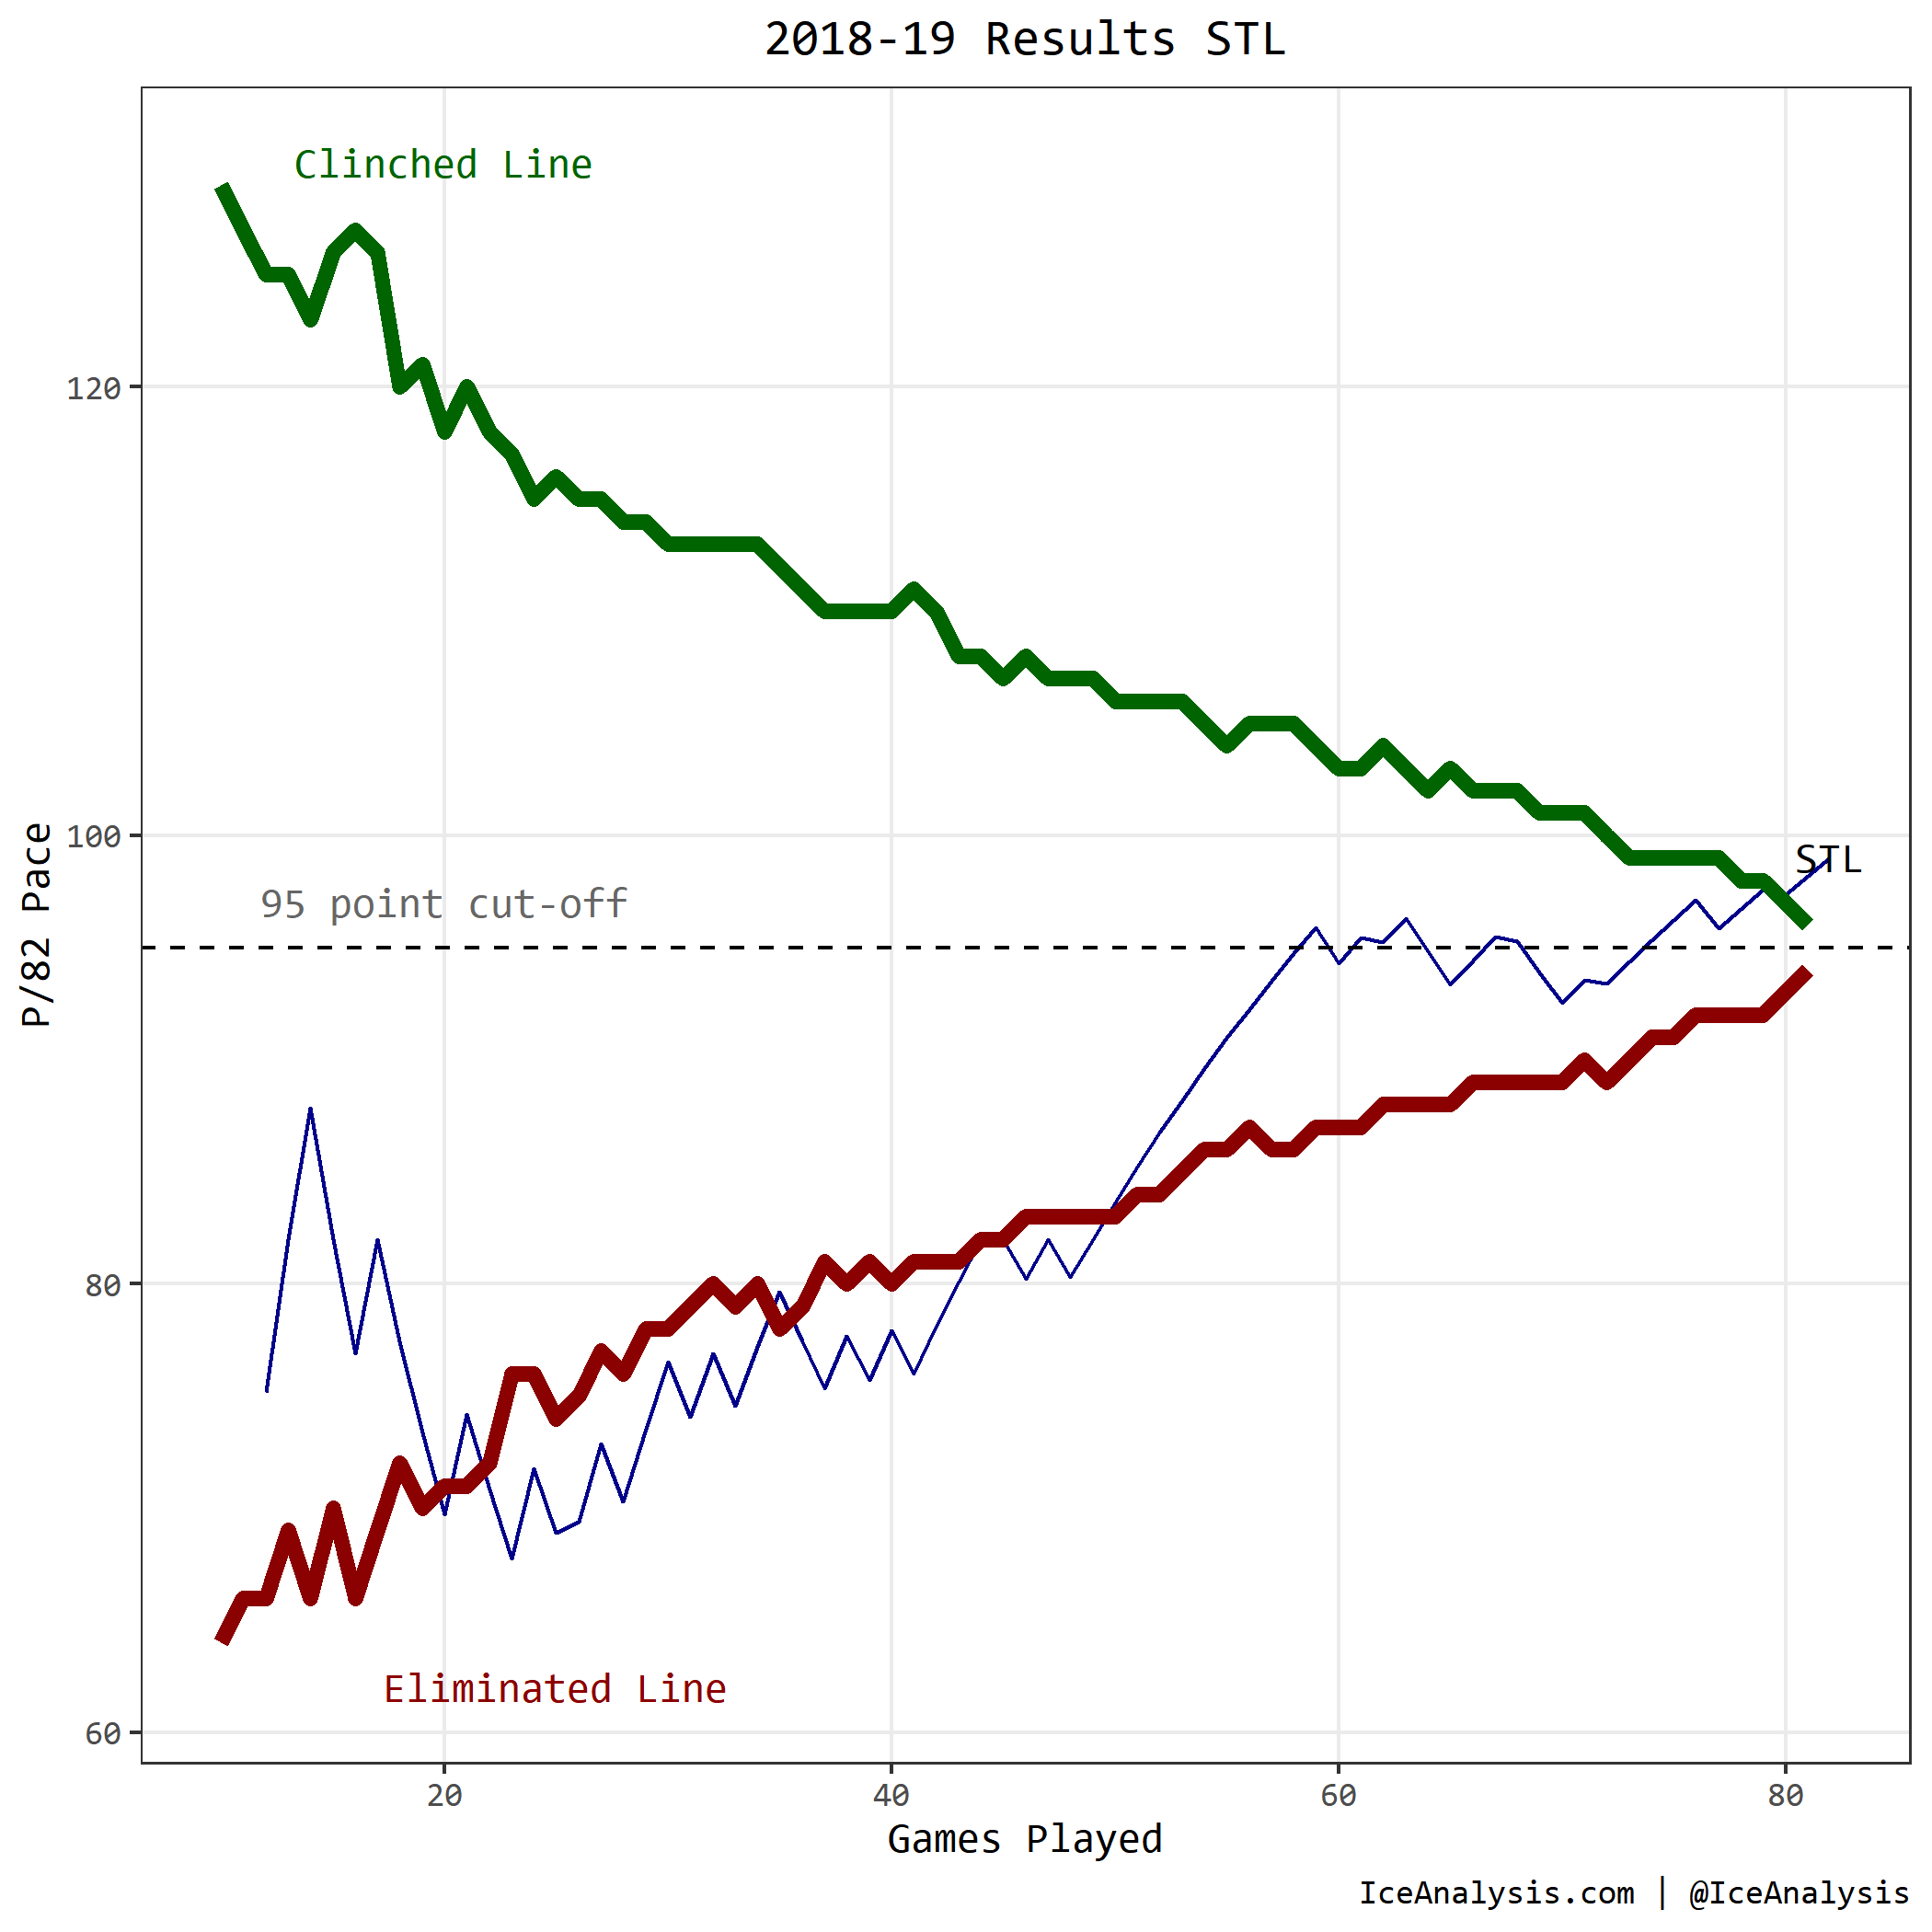 2018-19 Results STL
Clinched Line
120
P/82 Pace
100
STL
95 point cut-off
80
Eliminated Line
60
20 40 60 80
Games Played
IceAnalysis.com | @IceAnalysis